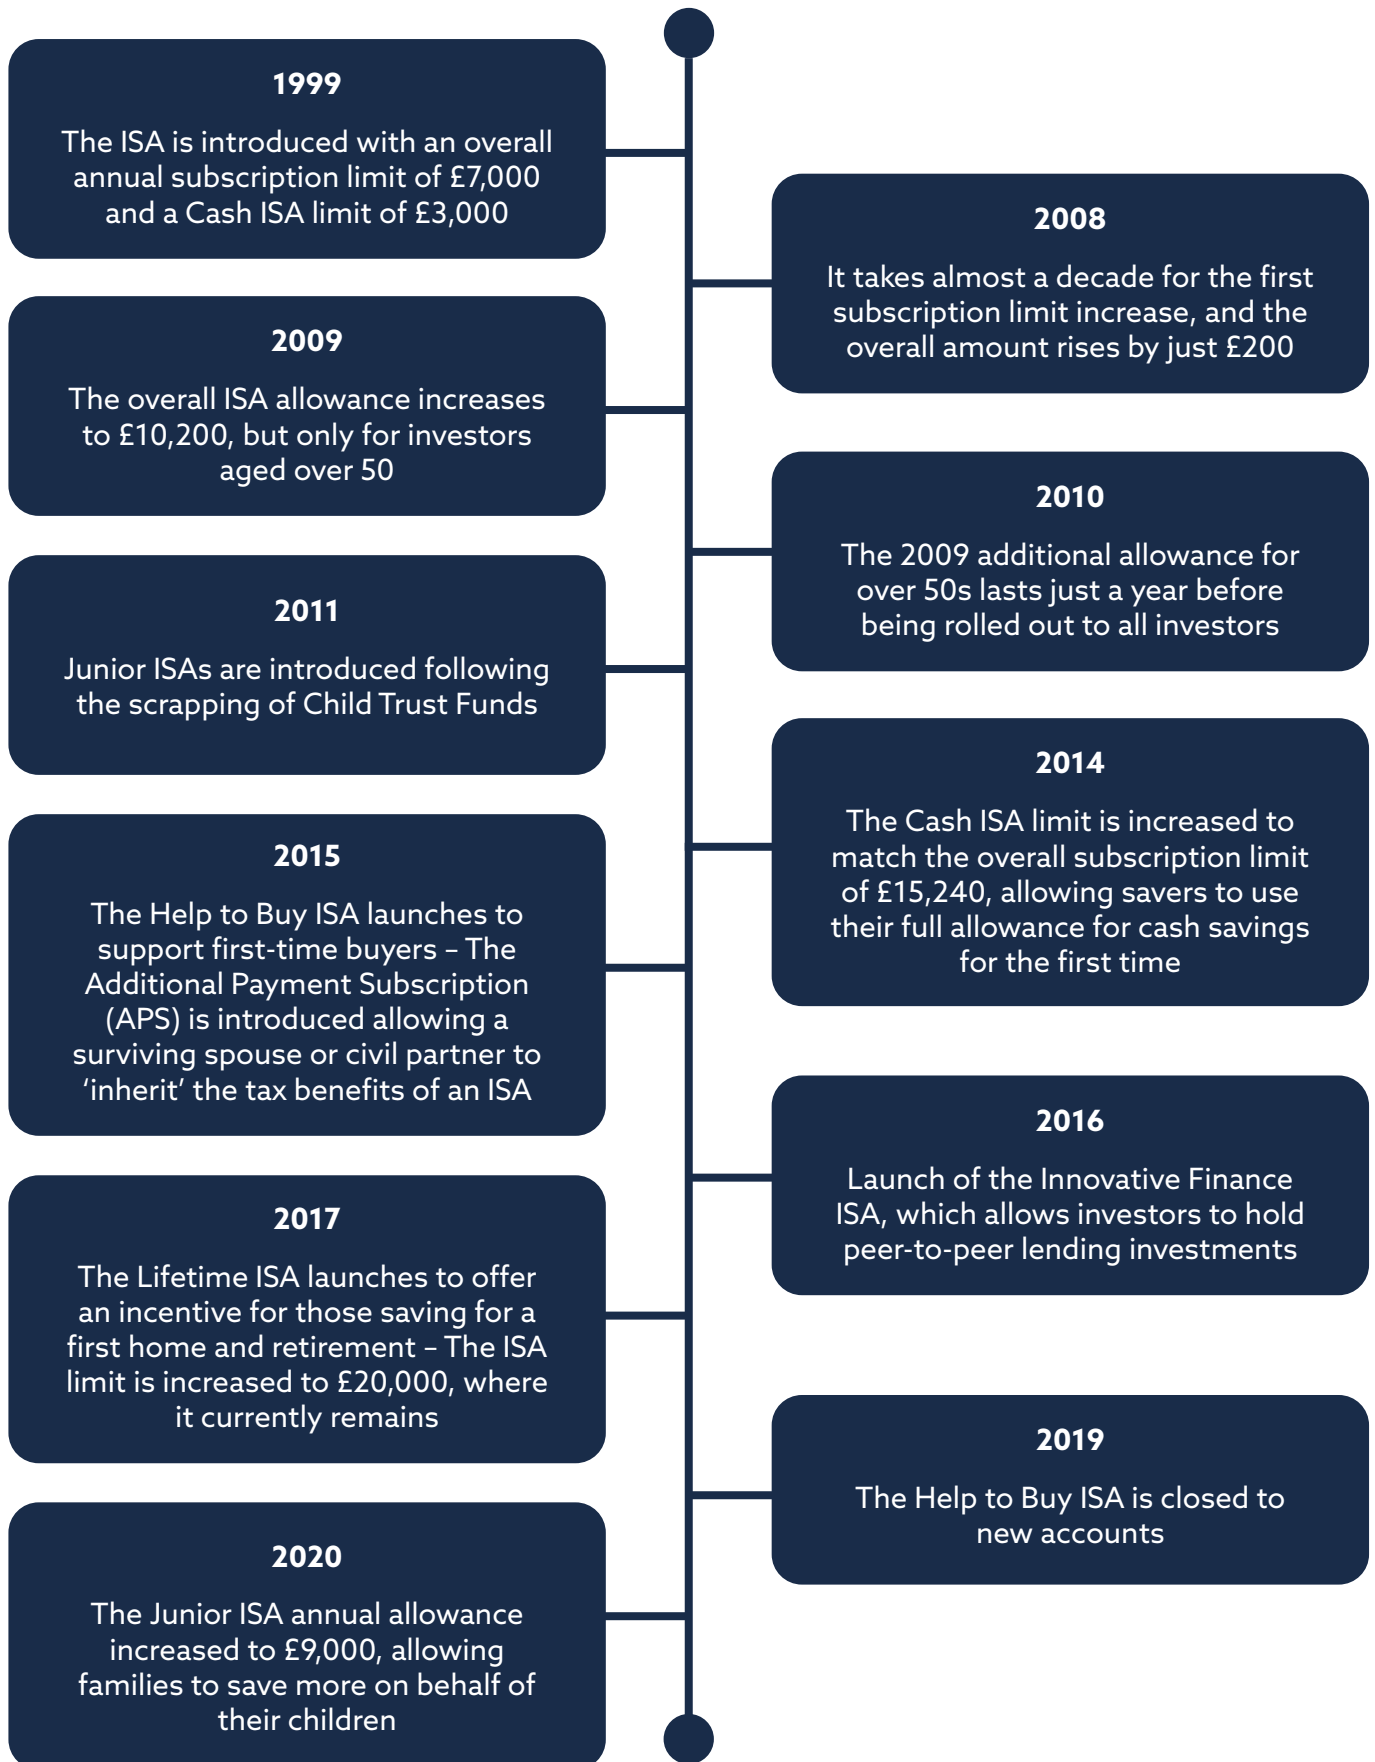 1999
The ISA is introduced with an overall
annual subscription limit of £7,000
and a Cash ISA limit of £3,000
2008
It takes almost a decade for the first
subscription limit increase, and the
overall amount rises by just £200
2009
The overall ISA allowance increases
to £10,200, but only for investors
aged over 50
2010
The 2009 additional allowance for
over 50s lasts just a year before
being rolled out to all investors
2011
Junior ISAs are introduced following
the scrapping of Child Trust Funds
2014
The Cash ISA limit is increased to
match the overall subscription limit
of £15,240, allowing savers to use
their full allowance for cash savings
for the first time
2015
The Help to Buy ISA launches to
support first-time buyers – The
Additional Payment Subscription
(APS) is introduced allowing a
surviving spouse or civil partner to
‘inherit’ the tax benefits of an ISA
2016
Launch of the Innovative Finance
ISA, which allows investors to hold
peer-to-peer lending investments
2017
The Lifetime ISA launches to offer
an incentive for those saving for a
first home and retirement – The ISA
limit is increased to £20,000, where
it currently remains
2019
The Help to Buy ISA is closed to
new accounts
2020
The Junior ISA annual allowance
increased to £9,000, allowing
families to save more on behalf of
their children